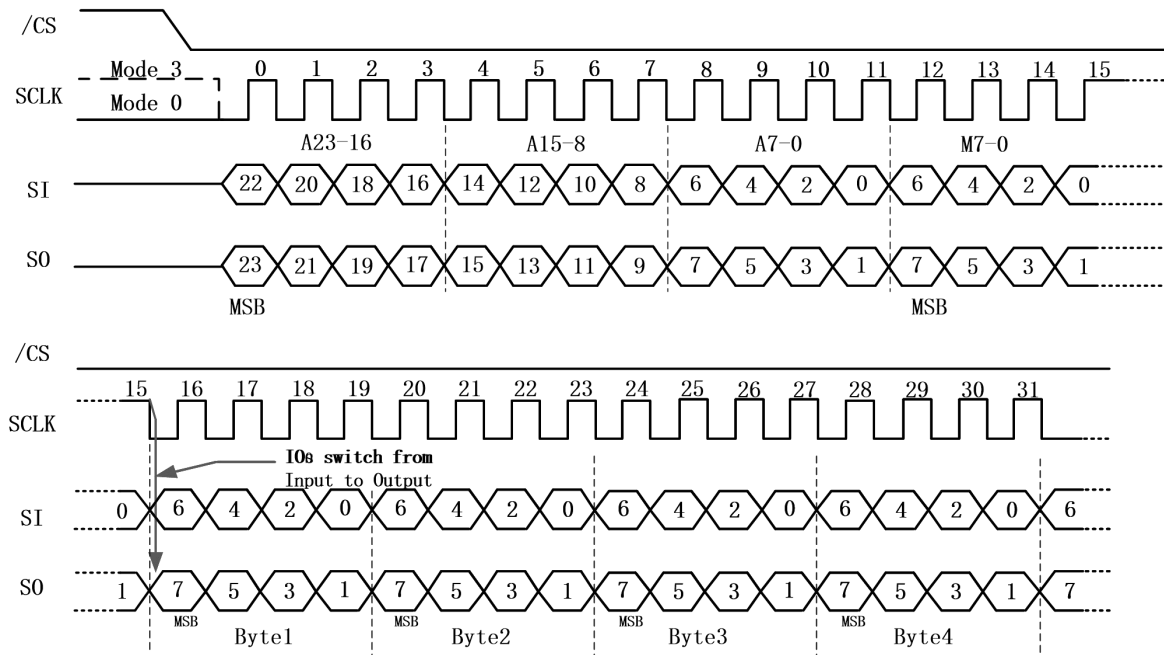 /CS
Mode 3 0 1 2 3 4 5 6 7 8 9 10 11 12 13 14 15
SCLK
Mode 0
A23-16 A15-8 A7-0 M7-0
SI 22 20 18 16 14 12 10 8 6 4 2 0 6 4 2 0
SO 23 21 19 17 15 13 11 9 7 5 3 1 7 5 3 1
MSB MSB
/CS
15 16 17 18 19 20 21 22 23 24 25 26 27 28 29 30 31
SCLK
IOs switch from
Input to Output
SI 0 6 4 2 0 6 4 2 0 6 4 2 0 6 4 2 0 6
SO 1 7 5 3 1 7 5 3 1 7 5 3 1 7 5 3 1 7
MSB MSB MSB MSB
Byte1 Byte2 Byte3 Byte4